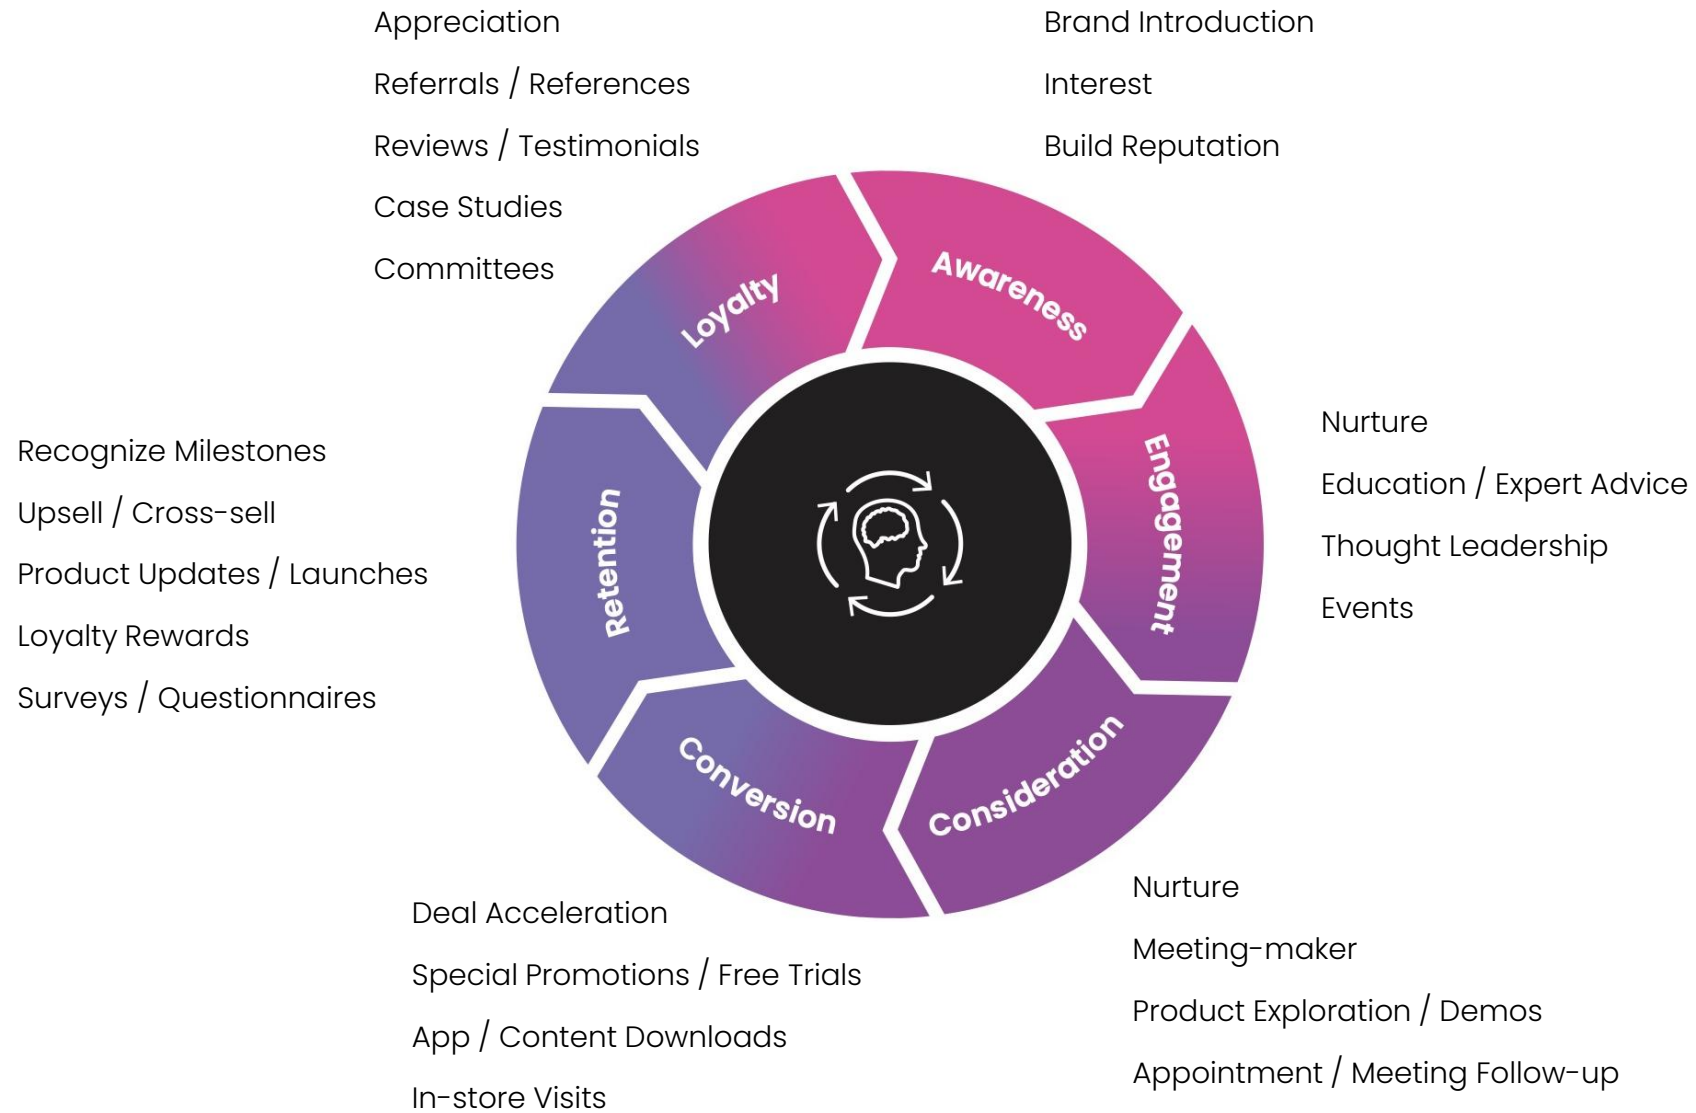 Appreciation
Referrals / References
Reviews / Testimonials
Case Studies
Committees
Brand Introduction
Interest
Build Reputation
Loyalty
Awareness
Engagement
Consideration
Conversion
Retention
Nurture
Education / Expert Advice
Thought Leadership
Events
Recognize Milestones
Upsell / Cross-sell
Product Updates / Launches
Loyalty Rewards
Surveys / Questionnaires
Deal Acceleration
Special Promotions / Free Trials
App / Content Downloads
In-store Visits
Nurture
Meeting-maker
Product Exploration / Demos
Appointment / Meeting Follow-up